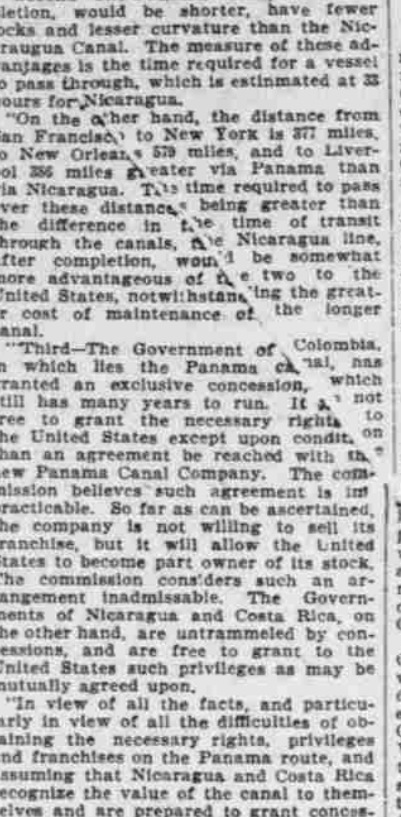 letion, would be shorter, have fewer
ocks and lesser curvature than the Nic-
raugua Canal. The measure of these ad-
antages is the time required for a vessel
o pass through, which is estinmated at 33
ours for Nicaragua.
"On the other hand, the distance from
an Francisco to New York is 377 miles,
o New Orleans 579 miles, and to Liver-
ool 386 miles greater via Panama than
ia Nicaragua. This time required to pass
ver these distances being greater than
he difference in the time of transit
hrough the canals, the Nicaragua line,
fter completion, would be somewhat
more advantageous of the two to the
United States, notwithstanding the great-
r cost of maintenance of the longer
anal.
"Third—The Government of Colombia,
n which lies the Panama canal, has
ranted an exclusive concession, which
till has many years to run. It is not
ree to grant the necessary rights to
he United States except upon condition
han an agreement be reached with the
ew Panama Canal Company. The com-
mission believes such agreement is im
racticable. So far as can be ascertained,
he company is not willing to sell its
ranchise, but it will allow the United
tates to become part owner of its stock.
The commission considers such an ar-
angement inadmissable. The Govern-
ments of Nicaragua and Costa Rica, on
he other hand, are untrammeled by con-
essions, and are free to grant to the
United States such privileges as may be
mutually agreed upon.
"In view of all the facts, and particu-
arly in view of all the difficulties of ob-
aining the necessary rights, privileges
nd franchises on the Panama route, and
ssuming that Nicaragua and Costa Rica
ecognize the value of the canal to them-
elves and are prepared to grant conces-